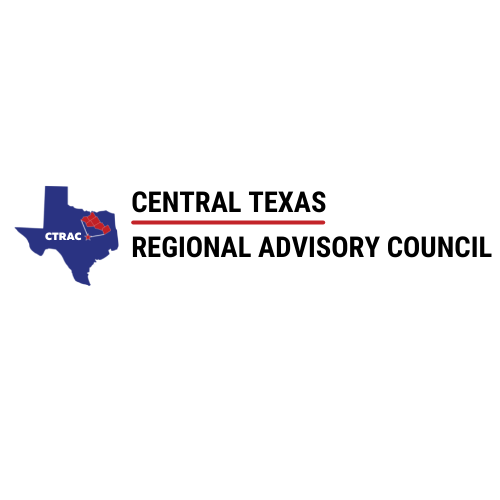 CTRAC
CENTRAL TEXAS
REGIONAL ADVISORY COUNCIL